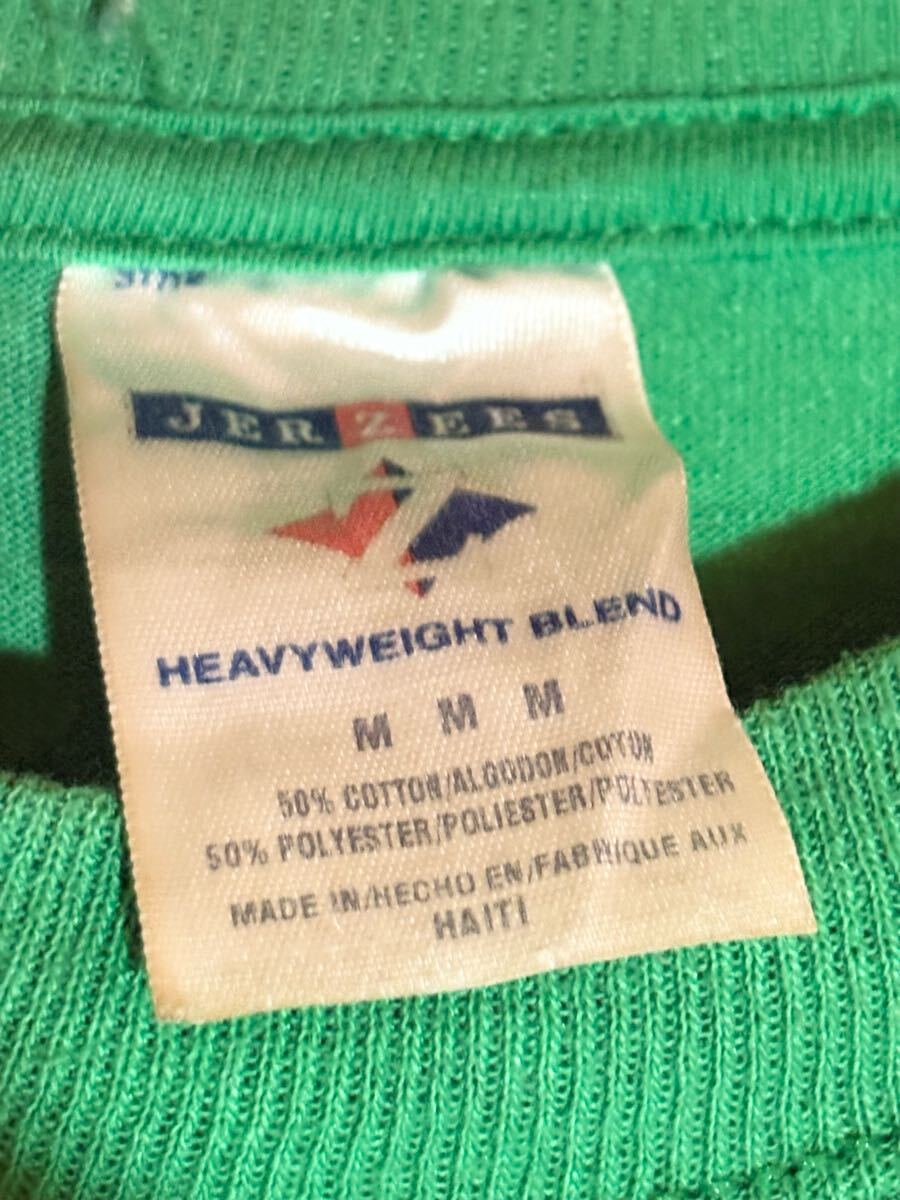 JERZEES
HEAVYWEIGHT BLEND
M M M
50% COTTON/ALGODON/COTON
50% POLYESTER/POLIESTER/POLYESTER
MADE IN/HECHO EN/FABRIQUE AUX
HAITI